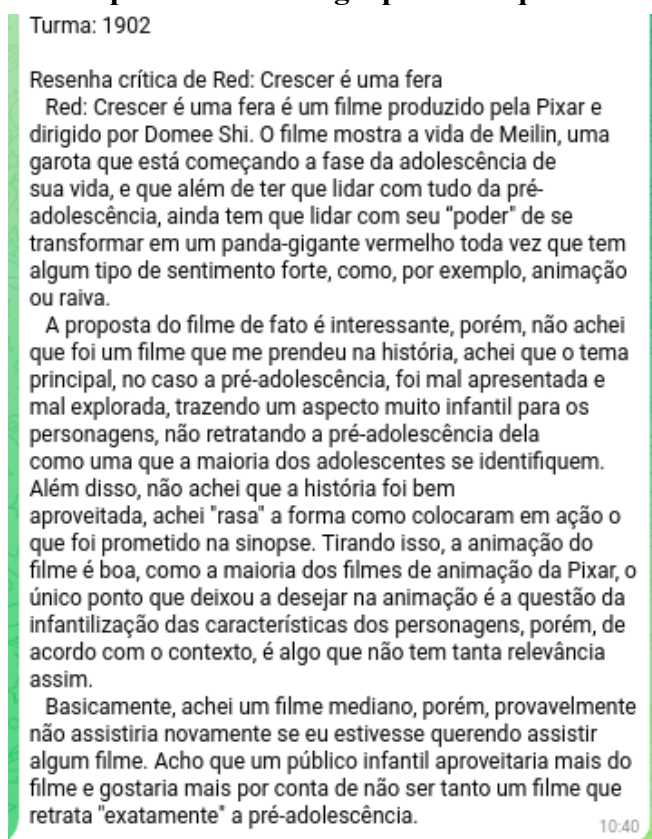 Turma: 1902
Resenha crítica de Red: Crescer é uma fera
Red: Crescer é uma fera é um filme produzido pela Pixar e
dirigido por Domee Shi. O filme mostra a vida de Meilin, uma
garota que está começando a fase da adolescência de
sua vida, e que além de ter que lidar com tudo da pré-
adolescência, ainda tem que lidar com seu “poder" de se
transformar em um panda-gigante vermelho toda vez que tem
algum tipo de sentimento forte, como, por exemplo, animação
ou raiva.
A proposta do filme de fato é interessante, porém, não achei
que foi um filme que me prendeu na história, achei que o tema
principal, no caso a pré-adolescência, foi mal apresentada e
mal explorada, trazendo um aspecto muito infantil para os
personagens, não retratando a pré-adolescência dela
como uma que a maioria dos adolescentes se identifiquem.
Além disso, não achei que a história foi bem
aproveitada, achei "rasa" a forma como colocaram em ação o
que foi prometido na sinopse. Tirando isso, a animação do
filme é boa, como a maioria dos filmes de animação da Pixar, o
único ponto que deixou a desejar na animação é a questão da
infantilização das características dos personagens, porém, de
acordo com o contexto, é algo que não tem tanta relevância
assim.
Basicamente, achei um filme mediano, porém, provavelmente
não assistiria novamente se eu estivesse querendo assistir
algum filme. Acho que um público infantil aproveitaria mais do
filme e gostaria mais por conta de não ser tanto um filme que
retrata "exatamente" a pré-adolescência.
10:40